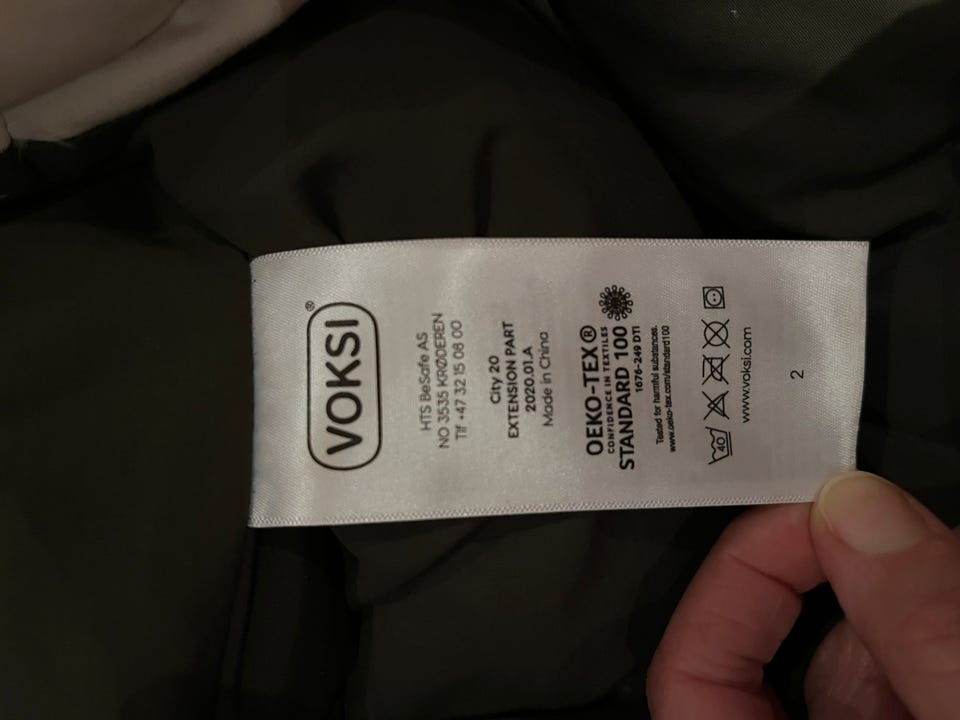 VOKSI®
HTS BeSafe AS
NO 3535 KRØDEREN
Tlf +47 32 15 08 00
City 20
EXTENSION PART
2020.01.A
Made in China
OEKO-TEX®
CONFIDENCE IN TEXTILES
STANDARD 100
1676-249 DTI
Tested for harmful substances.
www.oeko-tex.com/standard100
40
www.voksi.com
2